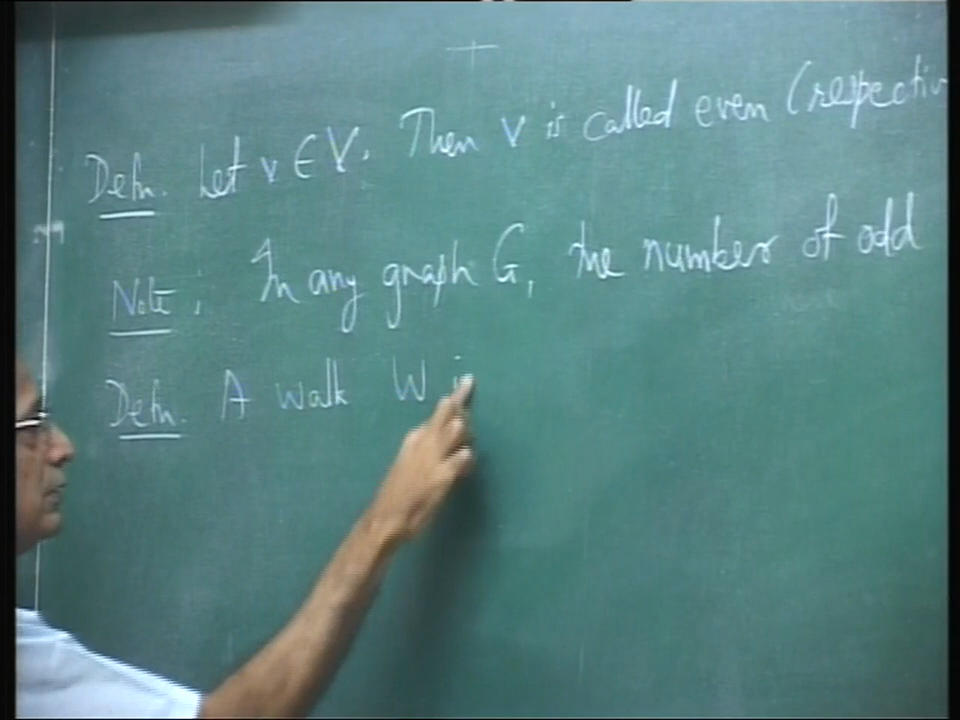 Defn. Let v ∈ V. Then v is called even (respectiv
Note. In any graph G, the number of odd
Defn. A walk W i